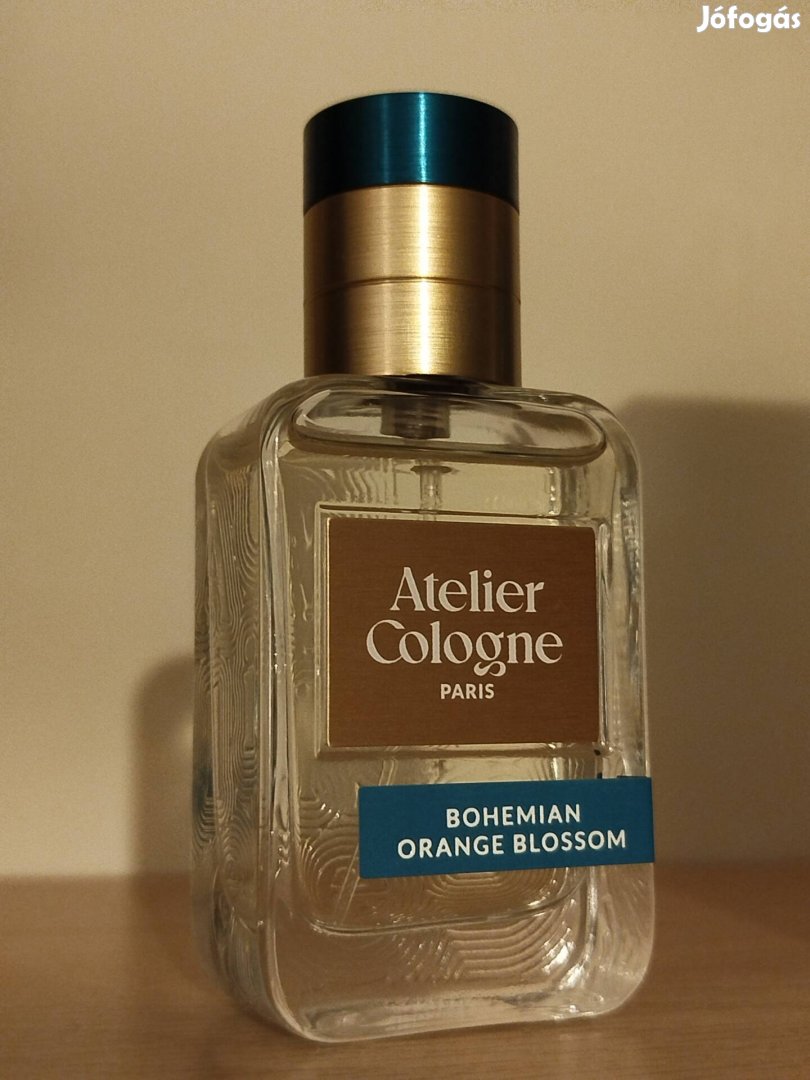 Jófogás
Atelier
Cologne
PARIS
BOHEMIAN
ORANGE BLOSSOM